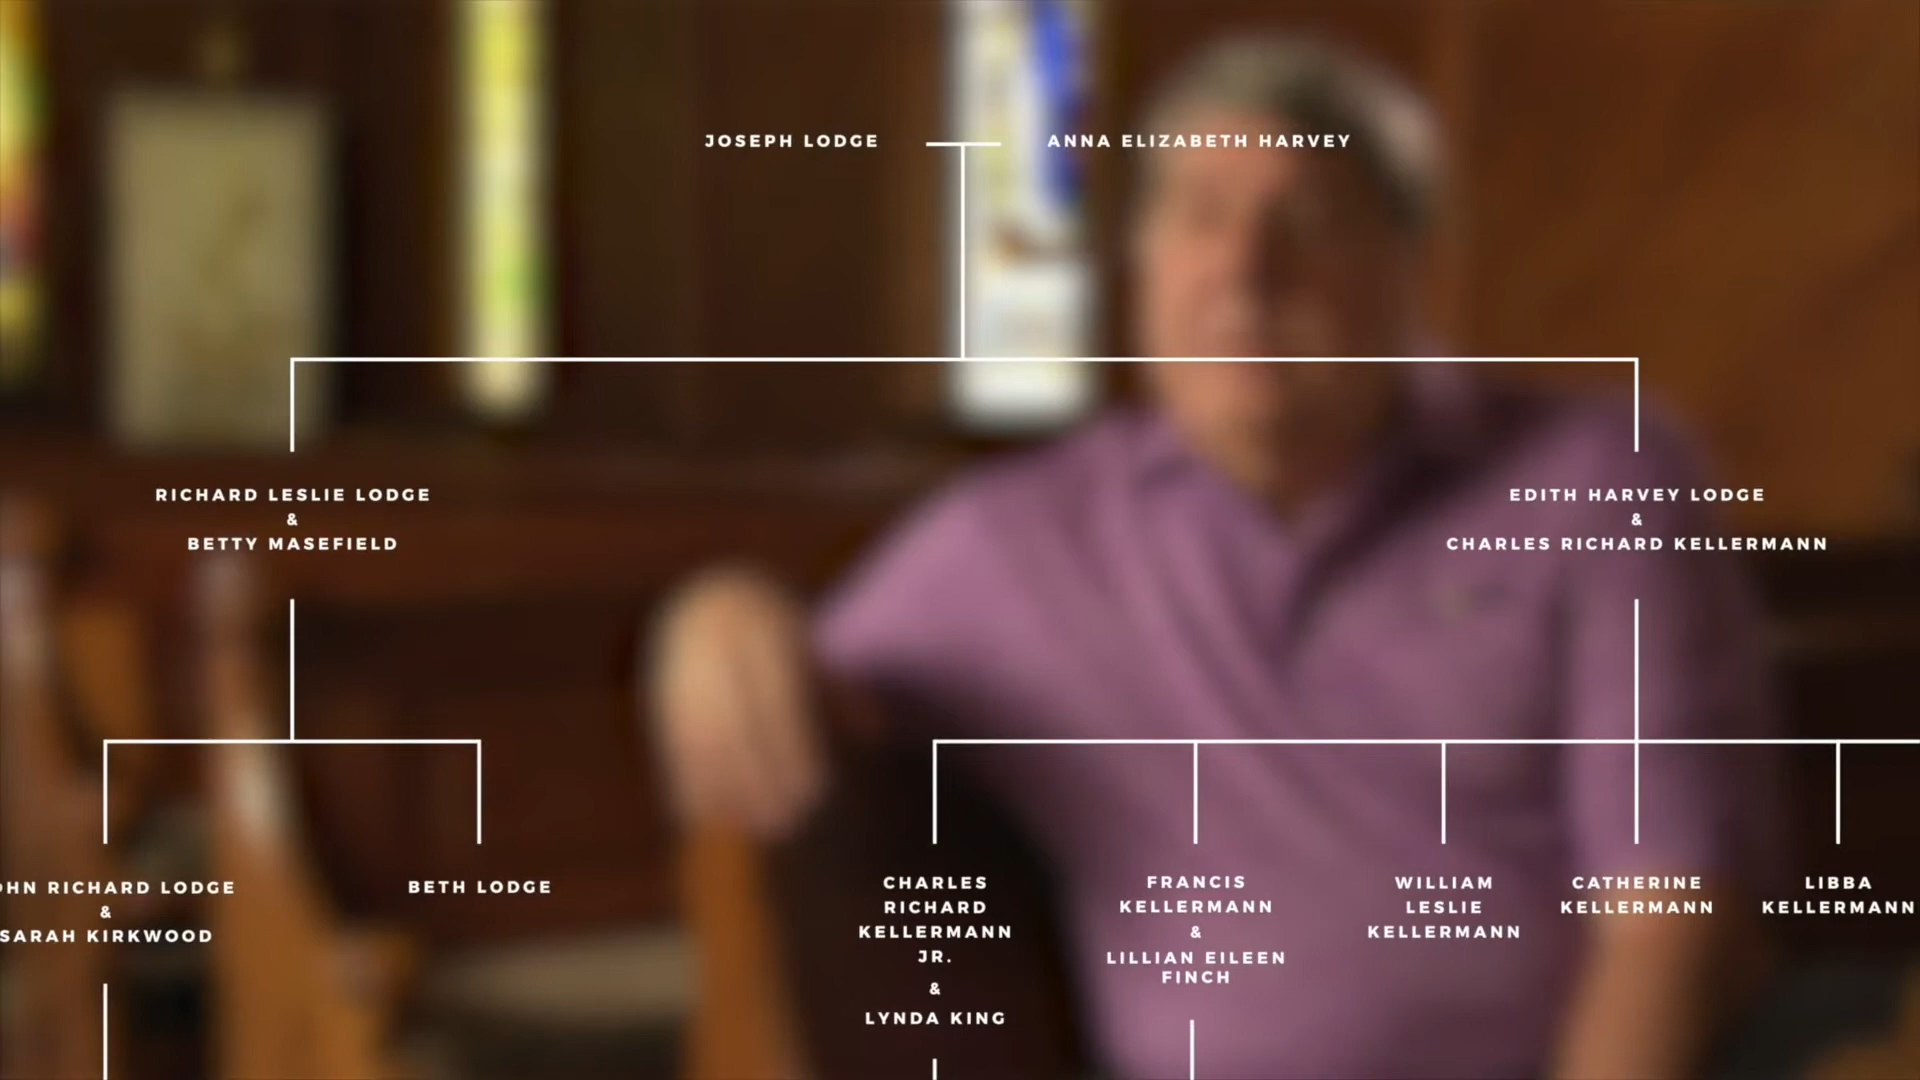 JOSEPH LODGE
ANNA ELIZABETH HARVEY
RICHARD LESLIE LODGE
&
BETTY MASEFIELD
EDITH HARVEY LODGE
&
CHARLES RICHARD KELLERMANN
OHN RICHARD LODGE
&
SARAH KIRKWOOD
BETH LODGE
CHARLES
RICHARD
KELLERMANN
JR.
&
LYNDA KING
FRANCIS
KELLERMANN
&
LILLIAN EILEEN
FINCH
WILLIAM
LESLIE
KELLERMANN
CATHERINE
KELLERMANN
LIBBA
KELLERMANN